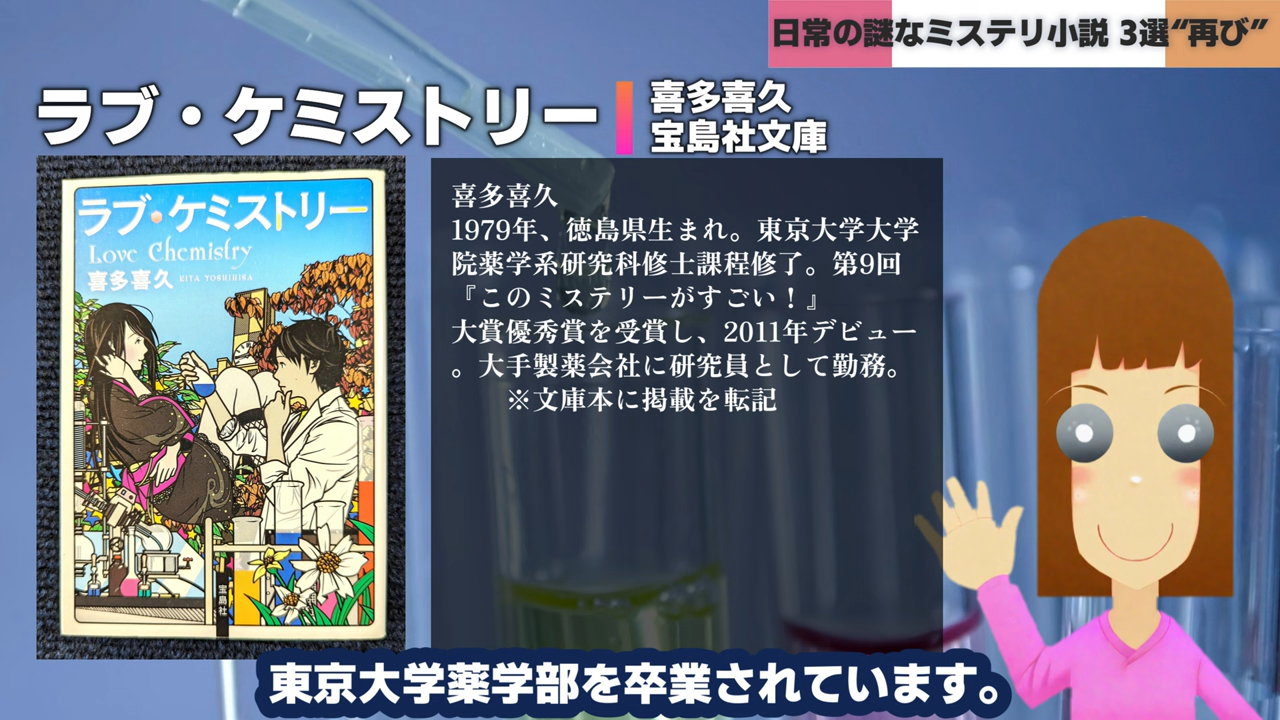 日常の謎なミステリ小説 3選“再び”
ラブ・ケミストリー
喜多喜久
宝島社文庫
ラブ・ケミストリー
Love Chemistry
喜多喜久 KITA YOSHIHISA
宝島社
喜多喜久
1979年、徳島県生まれ。東京大学大学
院薬学系研究科修士課程修了。第9回
『このミステリーがすごい！』
大賞優秀賞を受賞し、2011年デビュー
。大手製薬会社に研究員として勤務。
※文庫本に掲載を転記
東京大学薬学部を卒業されています。